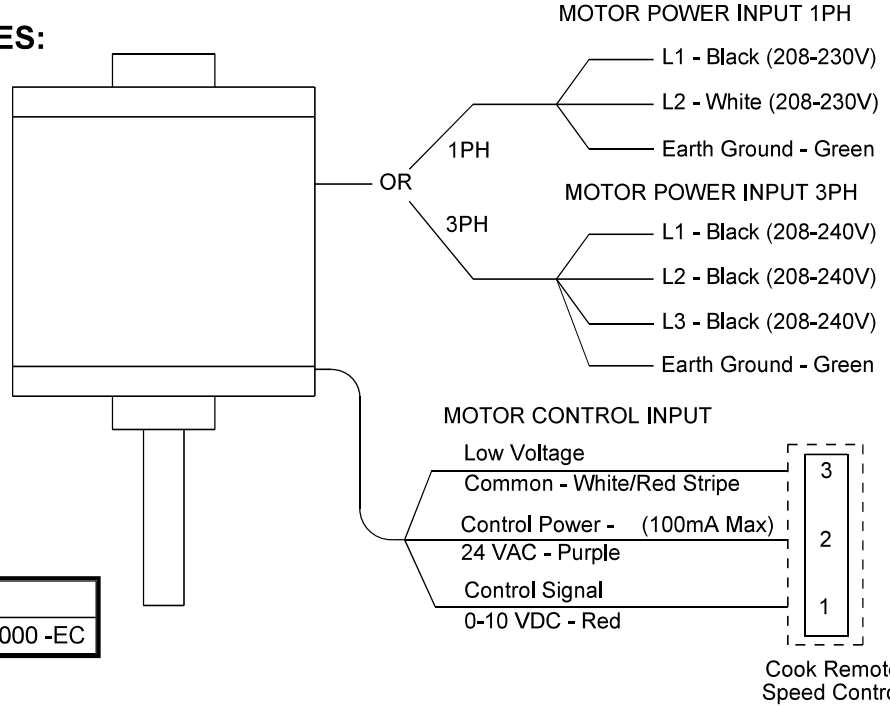 ES:
MOTOR POWER INPUT 1PH
L1 - Black (208-230V)
L2 - White (208-230V)
Earth Ground - Green
1PH
OR
3PH
MOTOR POWER INPUT 3PH
L1 - Black (208-240V)
L2 - Black (208-240V)
L3 - Black (208-240V)
Earth Ground - Green
MOTOR CONTROL INPUT
Low Voltage
Common - White/Red Stripe
3
Control Power - (100mA Max)
24 VAC - Purple
2
Control Signal
0-10 VDC - Red
1
000 -EC
Cook Remote
Speed Contro